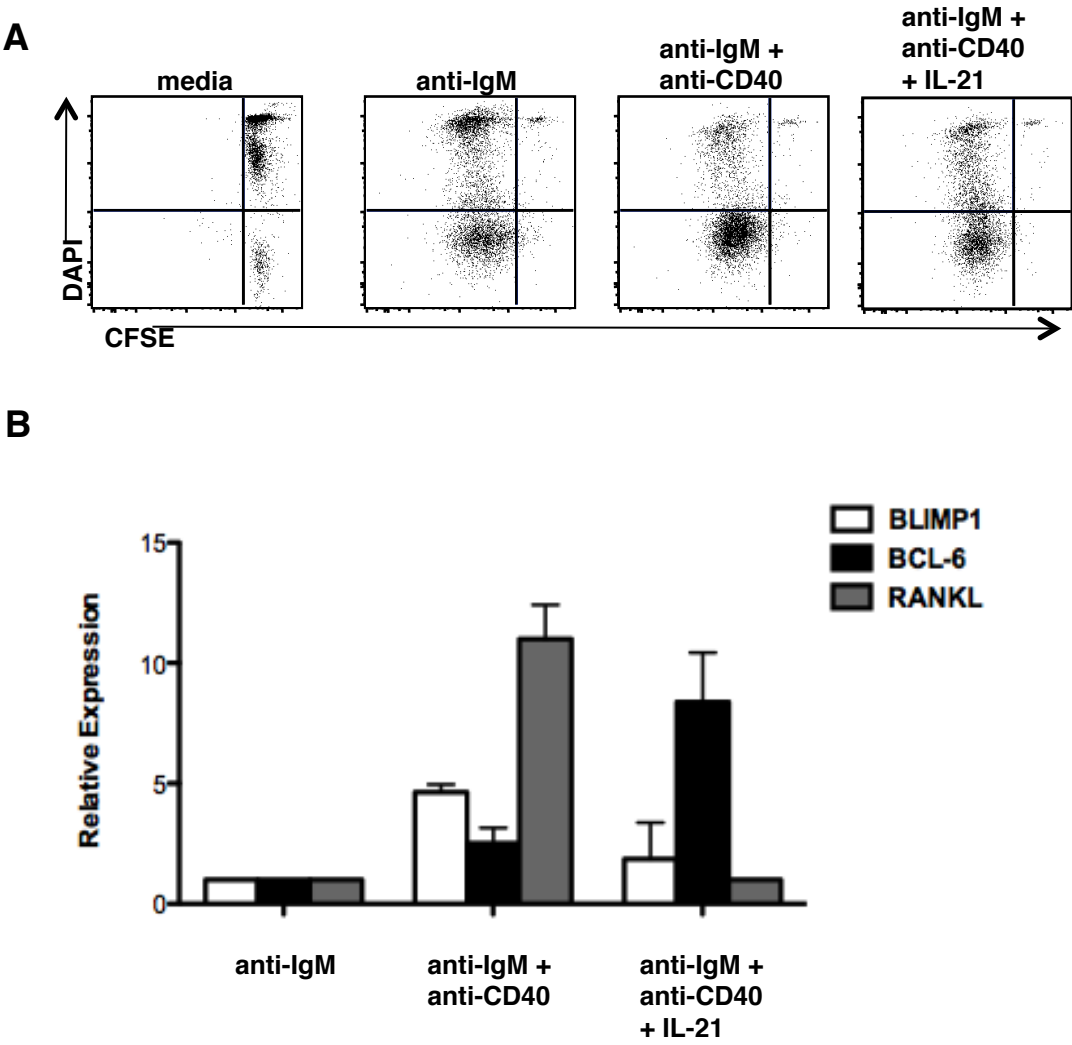 A
media
anti-IgM
anti-IgM +
anti-CD40
anti-IgM +
anti-CD40
+ IL-21
DAPI
CFSE
B
BLIMP1
BCL-6
RANKL
Relative Expression
15
10
5
0
anti-IgM
anti-IgM +
anti-CD40
anti-IgM +
anti-CD40
+ IL-21